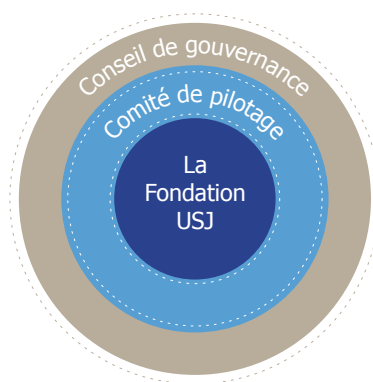 Conseil de gouvernance
Comité de pilotage
La
Fondation
USJ